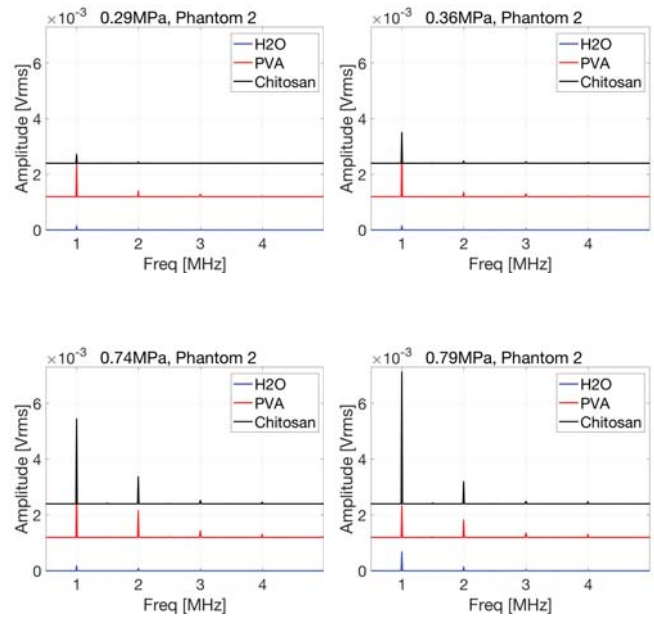 ×10⁻³ 0.29MPa, Phantom 2
6
4
2
0
Amplitude [Vrms]
H2O
PVA
Chitosan
1 2 3 4
Freq [MHz]
×10⁻³ 0.36MPa, Phantom 2
6
4
2
0
Amplitude [Vrms]
H2O
PVA
Chitosan
1 2 3 4
Freq [MHz]
×10⁻³ 0.74MPa, Phantom 2
6
4
2
0
Amplitude [Vrms]
H2O
PVA
Chitosan
1 2 3 4
Freq [MHz]
×10⁻³ 0.79MPa, Phantom 2
6
4
2
0
Amplitude [Vrms]
H2O
PVA
Chitosan
1 2 3 4
Freq [MHz]